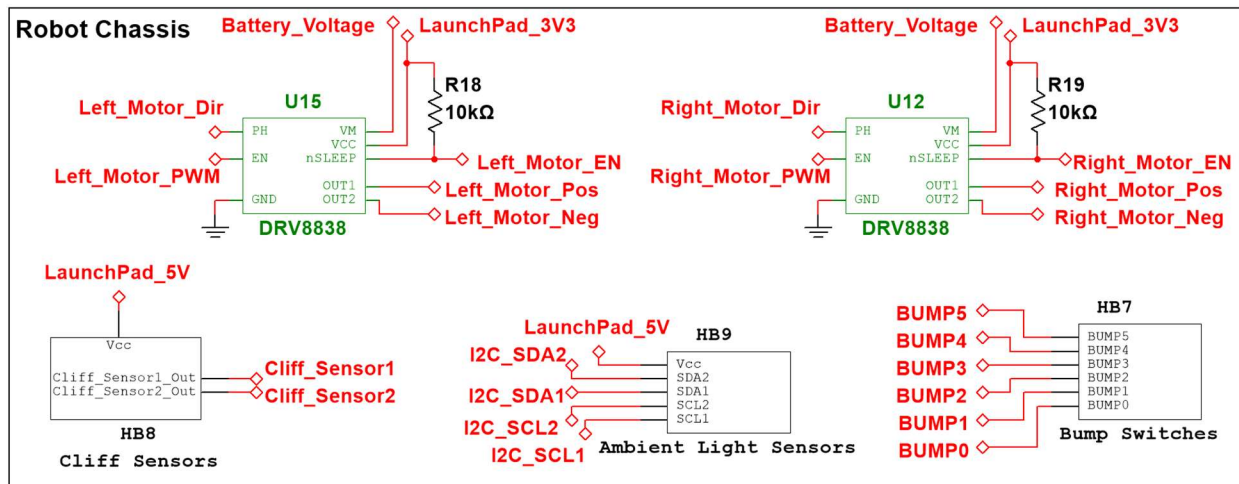 Robot Chassis
Battery_Voltage
LaunchPad_3V3
R18
10kΩ
U15
Left_Motor_Dir
Left_Motor_PWM
PH
EN
GND
VM
VCC
nSLEEP
OUT1
OUT2
Left_Motor_EN
Left_Motor_Pos
Left_Motor_Neg
DRV8838
Battery_Voltage
LaunchPad_3V3
R19
10kΩ
U12
Right_Motor_Dir
Right_Motor_PWM
PH
EN
GND
VM
VCC
nSLEEP
OUT1
OUT2
Right_Motor_EN
Right_Motor_Pos
Right_Motor_Neg
DRV8838
LaunchPad_5V
Vcc
Cliff_Sensor1_Out
Cliff_Sensor2_Out
Cliff_Sensor1
Cliff_Sensor2
HB8
Cliff Sensors
HB9
LaunchPad_5V
I2C_SDA2
I2C_SDA1
I2C_SCL2
I2C_SCL1
Vcc
SDA2
SDA1
SCL2
SCL1
Ambient Light Sensors
HB7
BUMP5
BUMP4
BUMP3
BUMP2
BUMP1
BUMP0
BUMP5
BUMP4
BUMP3
BUMP2
BUMP1
BUMP0
Bump Switches